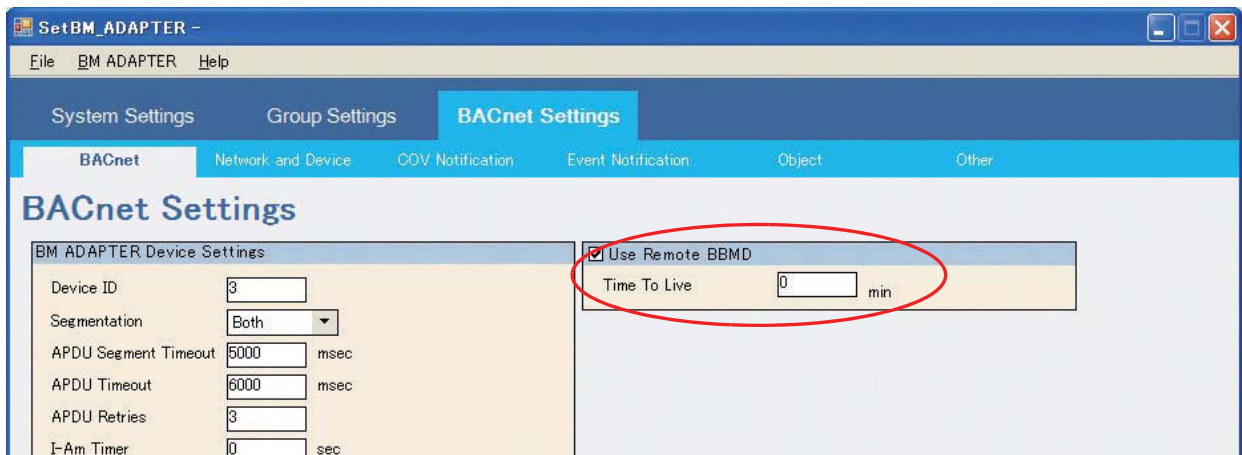 SetBM_ADAPTER -
File BM ADAPTER Help
System Settings Group Settings BACnet Settings
BACnet Network and Device COV Notification Event Notification Object Other
BACnet Settings
BM ADAPTER Device Settings
Device ID 3
Segmentation Both
APDU Segment Timeout 5000 msec
APDU Timeout 6000 msec
APDU Retries 3
I-Am Timer 0 sec
Use Remote BBMD
Time To Live 0 min